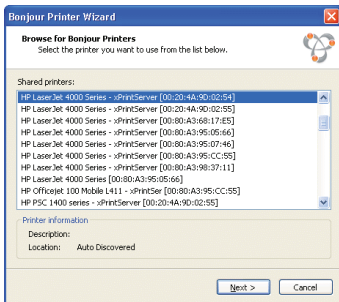 Bonjour Printer Wizard
Browse for Bonjour Printers
Select the printer you want to use from the list below.
Shared printers:
HP LaserJet 4000 Series - xPrintServer [00:20:4A:9D:02:54]
HP LaserJet 4000 Series - xPrintServer [00:20:4A:9D:02:55]
HP LaserJet 4000 Series - xPrintServer [00:80:A3:68:17:E5]
HP LaserJet 4000 Series - xPrintServer [00:80:A3:95:05:66]
HP LaserJet 4000 Series - xPrintServer [00:80:A3:95:07:46]
HP LaserJet 4000 Series - xPrintServer [00:80:A3:95:CC:55]
HP LaserJet 4000 Series - xPrintServer [00:80:A3:98:37:11]
HP LaserJet 4000 Series [00:80:A3:95:05:66]
HP Officejet 100 Mobile L411 - xPrintSer [00:80:A3:95:CC:55]
HP PSC 1400 series - xPrintServer [00:20:4A:9D:02:55]
Printer information
Description:
Location: Auto Discovered
Next >
Cancel